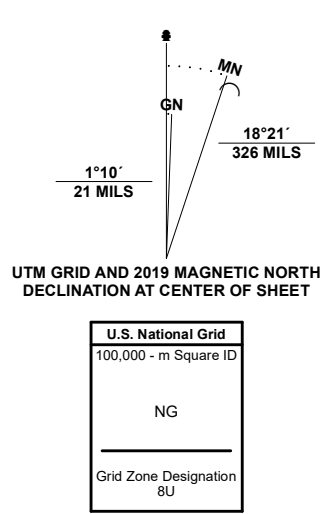 MN
GN
18°21´
326 MILS
1°10´
21 MILS
UTM GRID AND 2019 MAGNETIC NORTH
DECLINATION AT CENTER OF SHEET
U.S. National Grid
100,000 - m Square ID
NG
Grid Zone Designation
8U